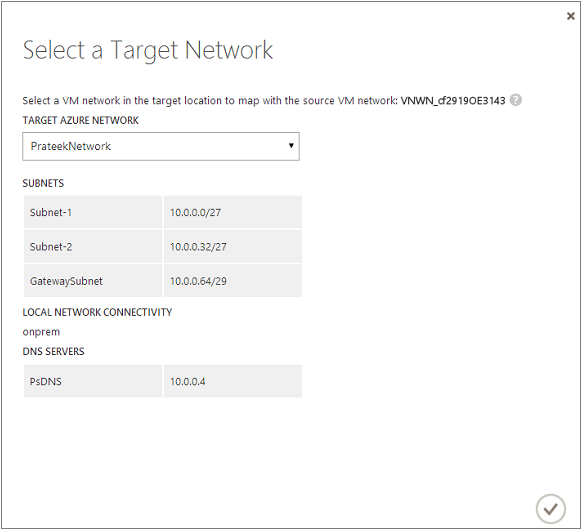 Select a Target Network
Select a VM network in the target location to map with the source VM network: VNWN_cf2919OE3143 ?
TARGET AZURE NETWORK
PrateekNetwork
SUBNETS
Subnet-1 10.0.0.0/27
Subnet-2 10.0.0.32/27
GatewaySubnet 10.0.0.64/29
LOCAL NETWORK CONNECTIVITY
onprem
DNS SERVERS
PsDNS 10.0.0.4